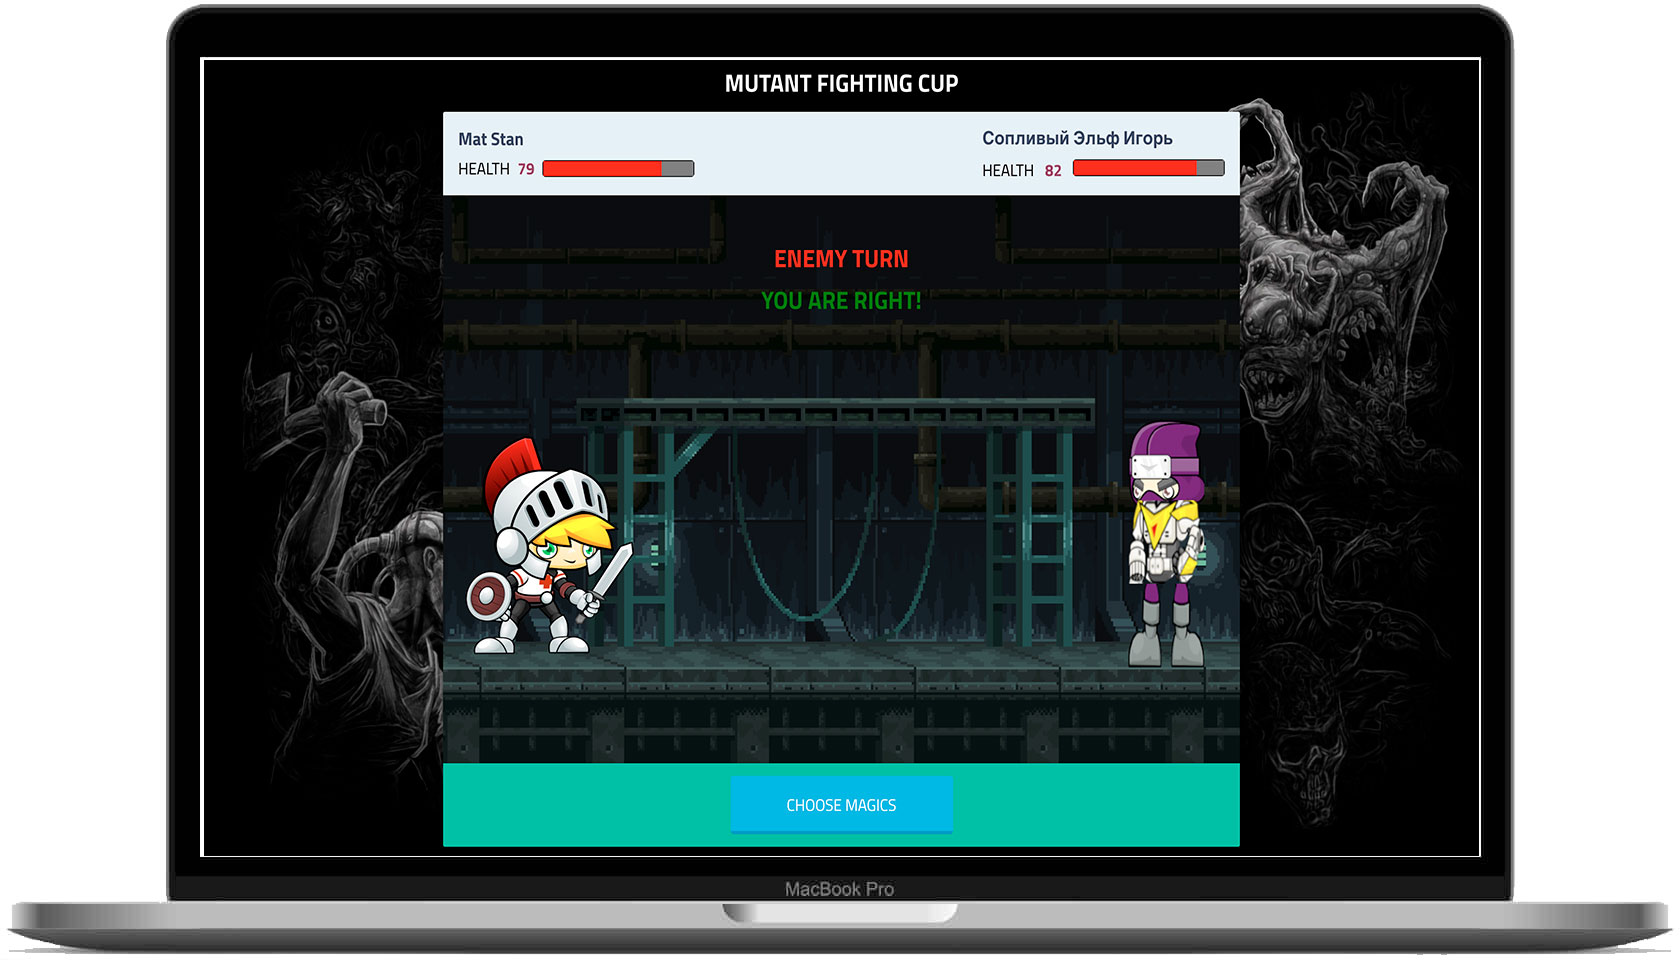 MUTANT FIGHTING CUP
Mat Stan
HEALTH 79
Сопливый Эльф Игорь
HEALTH 82
ENEMY TURN
YOU ARE RIGHT!
CHOOSE MAGICS
MacBook Pro